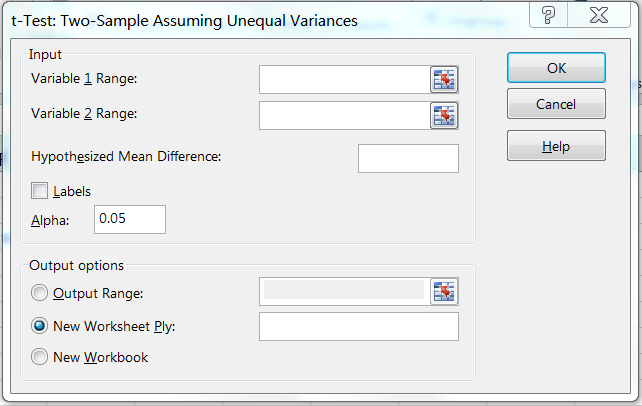 t-Test: Two-Sample Assuming Unequal Variances
?
Input
Variable 1 Range:
OK
Variable 2 Range:
Cancel
Hypothesized Mean Difference:
Help
Labels
Alpha: 0.05
Output options
Output Range:
New Worksheet Ply:
New Workbook